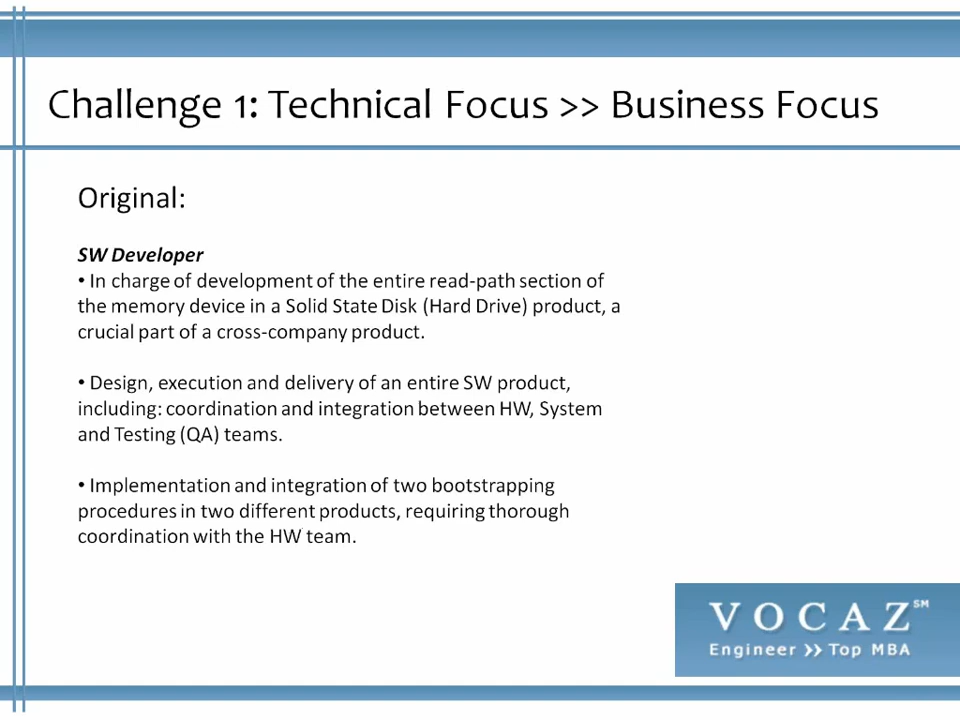 Challenge 1: Technical Focus >> Business Focus
Original:
SW Developer
• In charge of development of the entire read-path section of
the memory device in a Solid State Disk (Hard Drive) product, a
crucial part of a cross-company product.
• Design, execution and delivery of an entire SW product,
including: coordination and integration between HW, System
and Testing (QA) teams.
• Implementation and integration of two bootstrapping
procedures in two different products, requiring thorough
coordination with the HW team.
VOCAZ℠
Engineer >> Top MBA